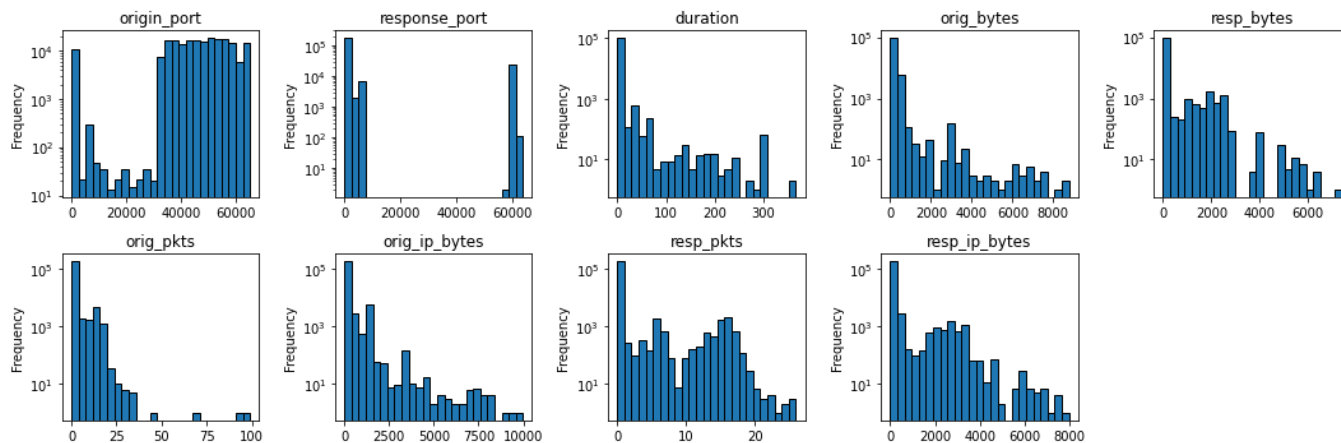 origin_port
response_port
duration
orig_bytes
resp_bytes
Frequency
10⁴
10³
10²
10¹
0 20000 40000 60000
Frequency
10⁵
10⁴
10³
10²
10¹
0 20000 40000 60000
Frequency
10⁵
10³
10¹
0 100 200 300
Frequency
10⁵
10³
10¹
0 2000 4000 6000 8000
Frequency
10⁵
10³
10¹
0 2000 4000 6000
orig_pkts
orig_ip_bytes
resp_pkts
resp_ip_bytes
Frequency
10⁵
10³
10¹
0 25 50 75 100
Frequency
10⁵
10³
10¹
0 2500 5000 7500 10000
Frequency
10⁵
10³
10¹
0 10 20
Frequency
10⁵
10³
10¹
0 2000 4000 6000 8000